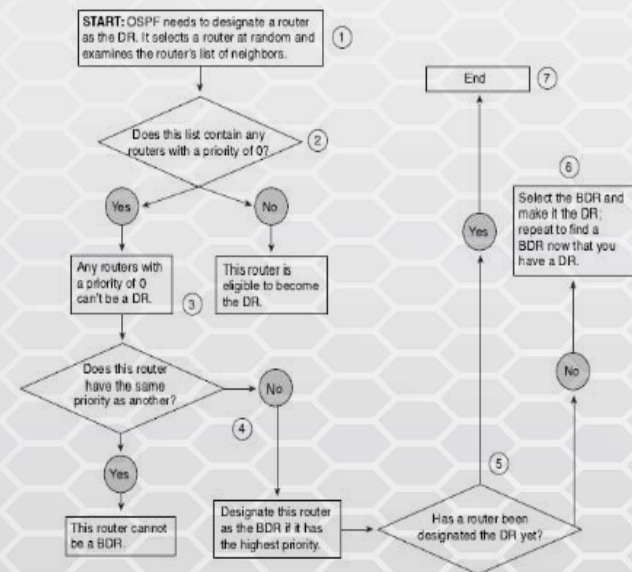 START: OSPF needs to designate a router
as the DR. It selects a router at random and
examines the router's list of neighbors.
1
Does this list contain any
routers with a priority of 0?
2
Yes
No
Any routers with
a priority of 0
can't be a DR.
3
This router is
eligible to become
the DR.
Does this router
have the same
priority as another?
No
4
Yes
This router cannot
be a BDR.
Designate this router
as the BDR if it has
the highest priority.
5
Has a router been
designated the DR yet?
No
6
Select the BDR and
make it the DR;
repeat to find a
BDR now that you
have a DR.
Yes
End
7